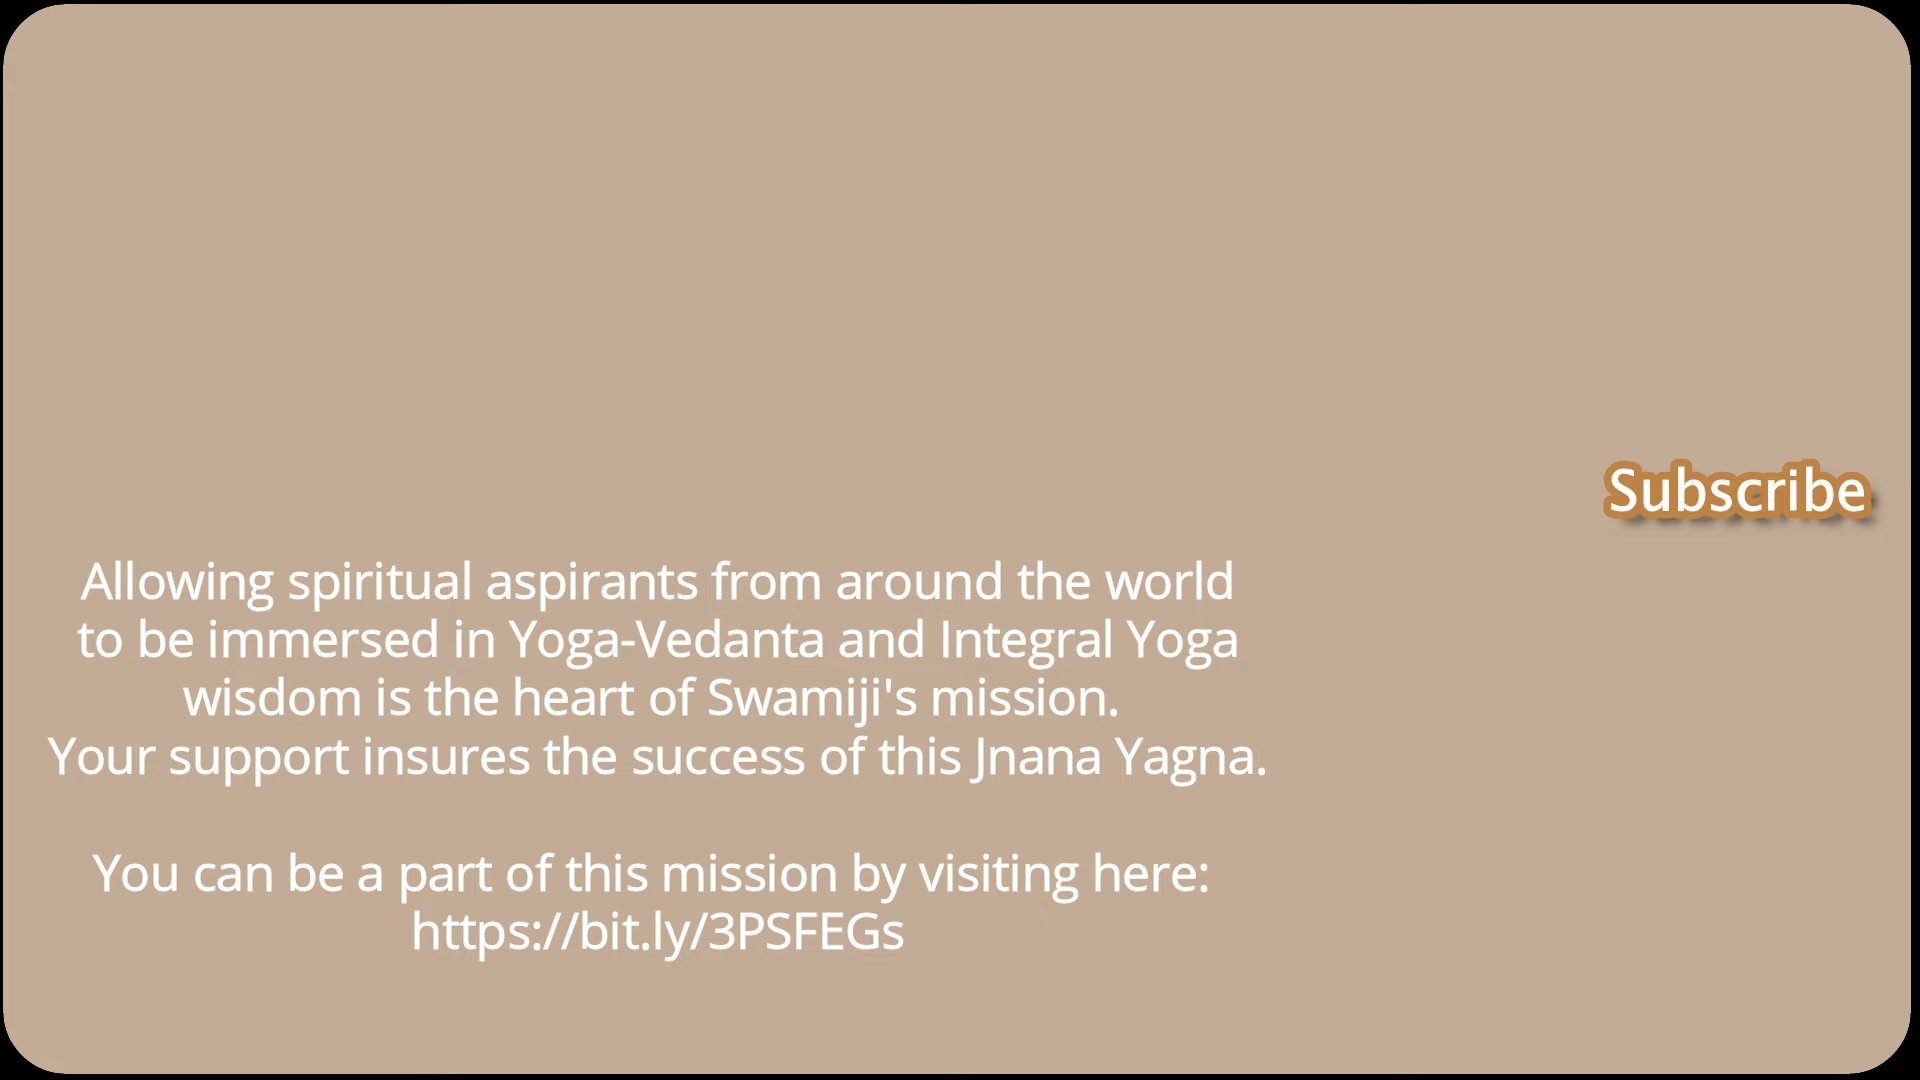 Subscribe
Allowing spiritual aspirants from around the world
to be immersed in Yoga-Vedanta and Integral Yoga
wisdom is the heart of Swamiji's mission.
Your support insures the success of this Jnana Yagna.
You can be a part of this mission by visiting here:
https://bit.ly/3PSFEGs